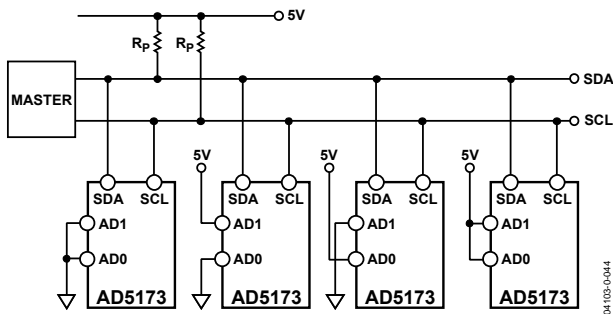 5V
RP RP
MASTER
SDA
SCL
5V 5V 5V
SDA SCL SDA SCL SDA SCL SDA SCL
AD1 AD1 AD1 AD1
AD0 AD0 AD0 AD0
AD5173 AD5173 AD5173 AD5173
04103-0-044